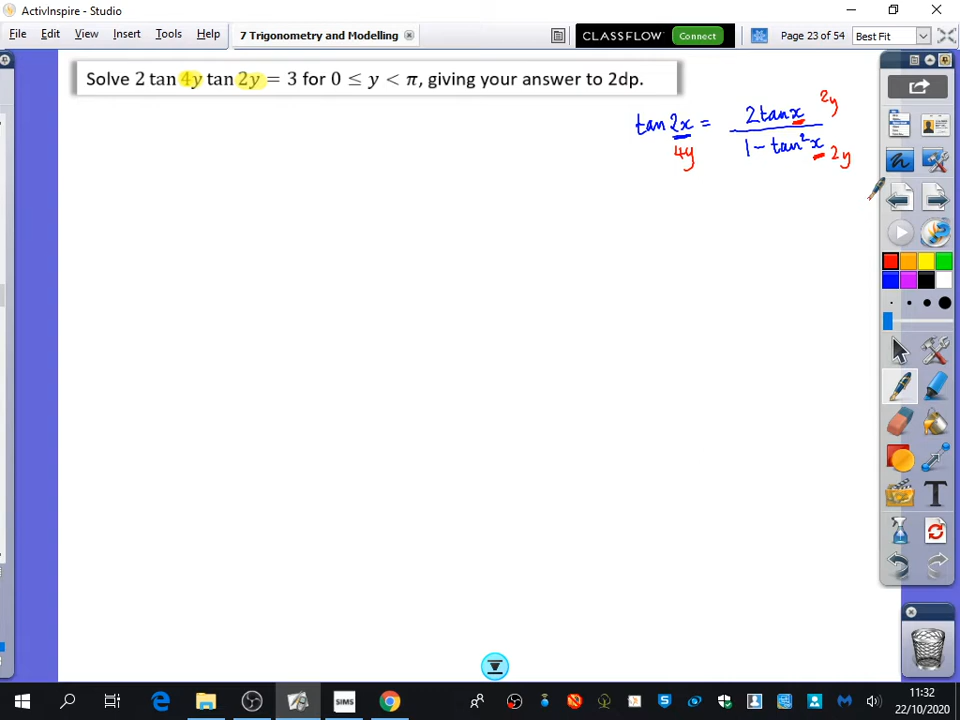 ActivInspire - Studio
File Edit View Insert Tools Help
7 Trigonometry and Modelling
CLASSFLOW Connect
Page 23 of 54
Best Fit
Solve 2 tan 4y tan 2y = 3 for 0 ≤ y < π, giving your answer to 2dp.
tan 2x = 2tanx / 1 - tan²x
2y
4y
2y
T
SIMS
11:32
22/10/2020